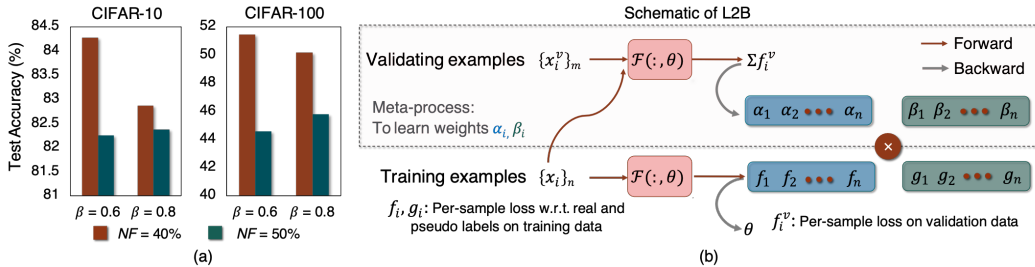 CIFAR-10
CIFAR-100
Test Accuracy (%)
84.5
84
83.5
83
82.5
82
81.5
81
52
50
48
46
44
42
40
β = 0.6
β = 0.8
β = 0.6
β = 0.8
NF = 40%
NF = 50%
(a)
Schematic of L2B
Validating examples {x_i^v}_m
F(:, θ)
Σf_i^v
Forward
Backward
Meta-process:
To learn weights α_i, β_i
α_1 α_2 ••• α_n
β_1 β_2 ••• β_n
×
Training examples {x_i}_n
F(:, θ)
f_1 f_2 ••• f_n
g_1 g_2 ••• g_n
f_i, g_i: Per-sample loss w.r.t. real and
pseudo labels on training data
θ
f_i^v: Per-sample loss on validation data
(b)